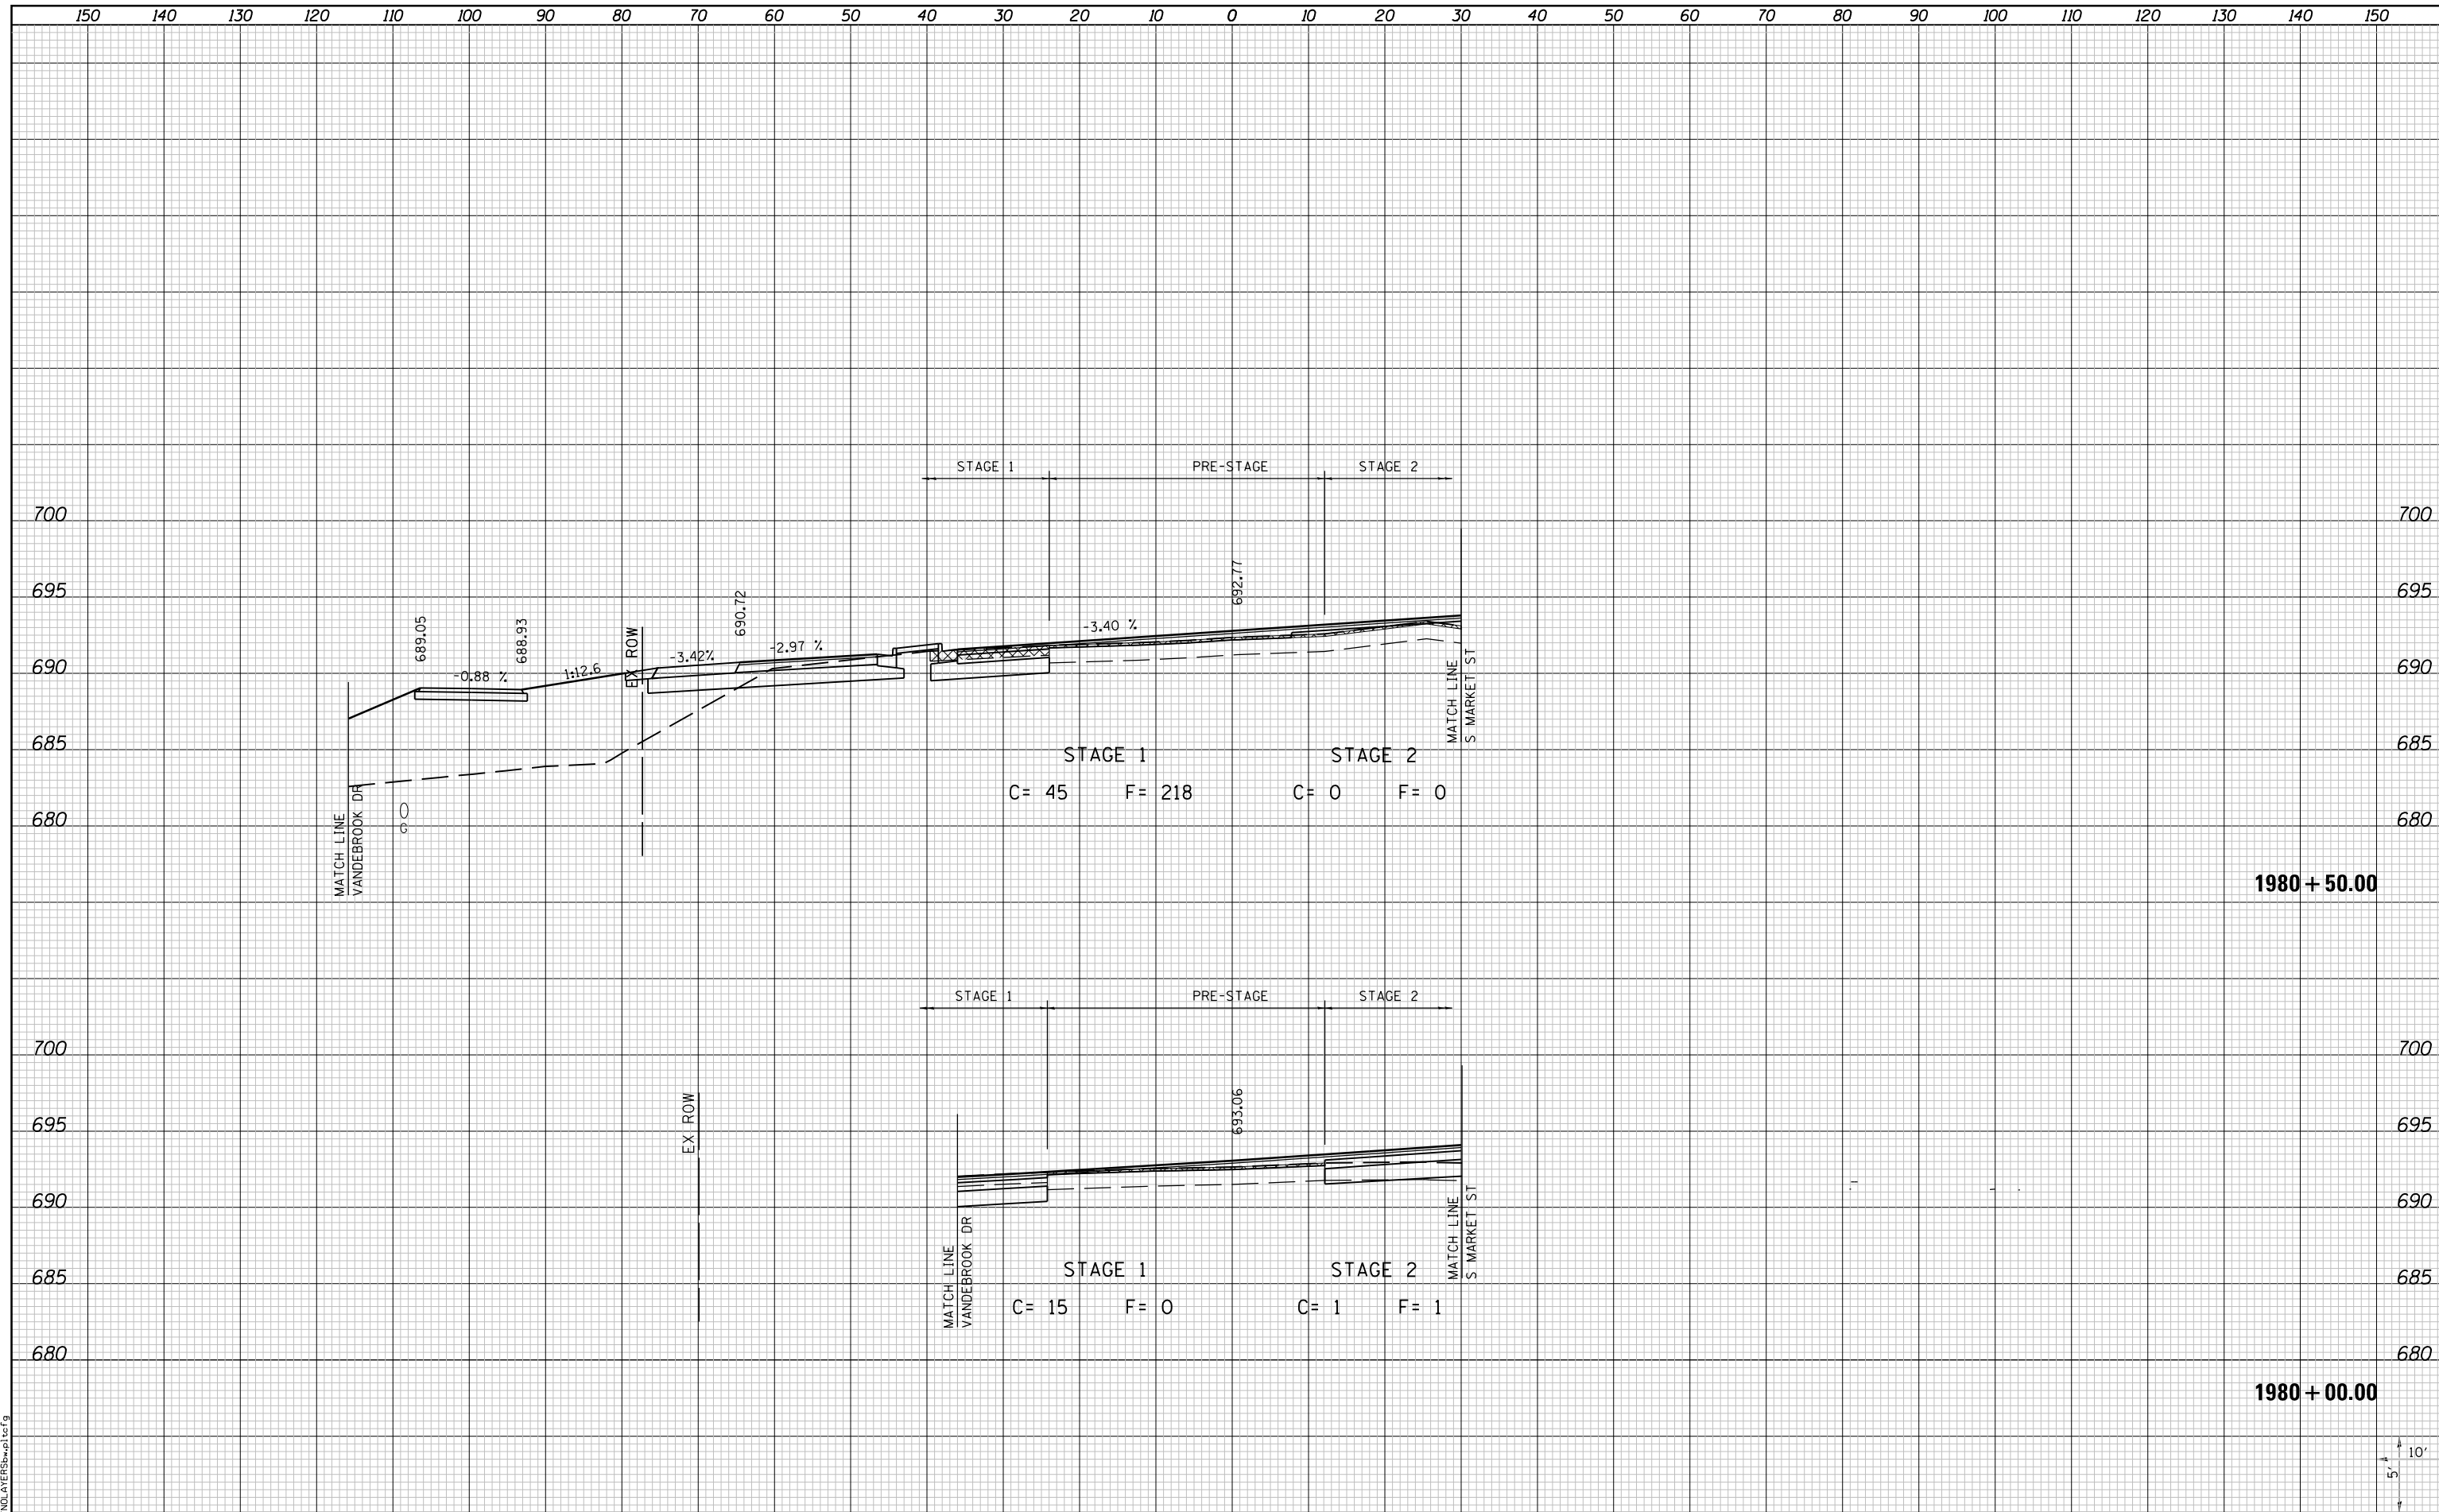 150 140 130 120 110 100 90 80 70 60 50 40 30 20 10 0 10 20 30 40 50 60 70 80 90 100 110 120 130 140 150
STAGE 1 PRE-STAGE STAGE 2
700 700
692.77
695 695
690.72
689.05
688.93
EX ROW
-3.40 %
-2.97 %
-3.42%
1:12.6
-0.88 %
690 690
MATCH LINE
S MARKET ST
685 685
STAGE 1 STAGE 2
C= 45 F= 218 C= 0 F= 0
G
680 680
MATCH LINE
VANDEBROOK DR
1980+50.00
STAGE 1 PRE-STAGE STAGE 2
700 700
693.06
EX ROW
695 695
690 690
MATCH LINE
S MARKET ST
MATCH LINE
VANDEBROOK DR
STAGE 1 STAGE 2
685 685
C= 15 F= 0 C= 1 F= 1
680 680
1980+00.00
10'
5'
NOLAYERSbw.pltcfg